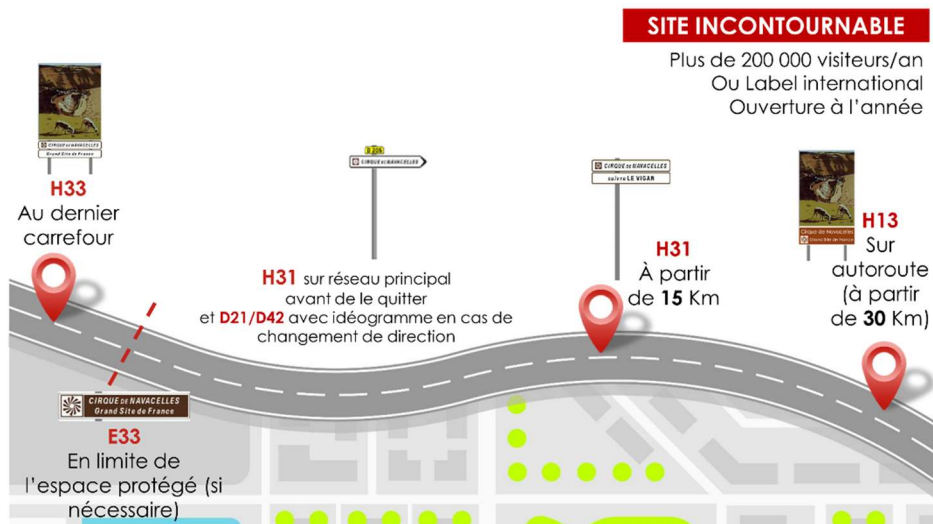 SITE INCONTOURNABLE
Plus de 200 000 visiteurs/an
Ou Label international
Ouverture à l'année
CIRQUE DE NAVACELLES
Grand Site de France
H33
Au dernier
carrefour
CIRQUE DE NAVACELLES
H31 sur réseau principal
avant de le quitter
et D21/D42 avec idéogramme en cas de
changement de direction
CIRQUE DE NAVACELLES
suivre LE VIGAN
H31
À partir
de 15 Km
Cirque de Navacelles
Grand Site de France
H13
Sur
autoroute
(à partir
de 30 Km)
CIRQUE DE NAVACELLES
Grand Site de France
E33
En limite de
l'espace protégé (si
nécessaire)